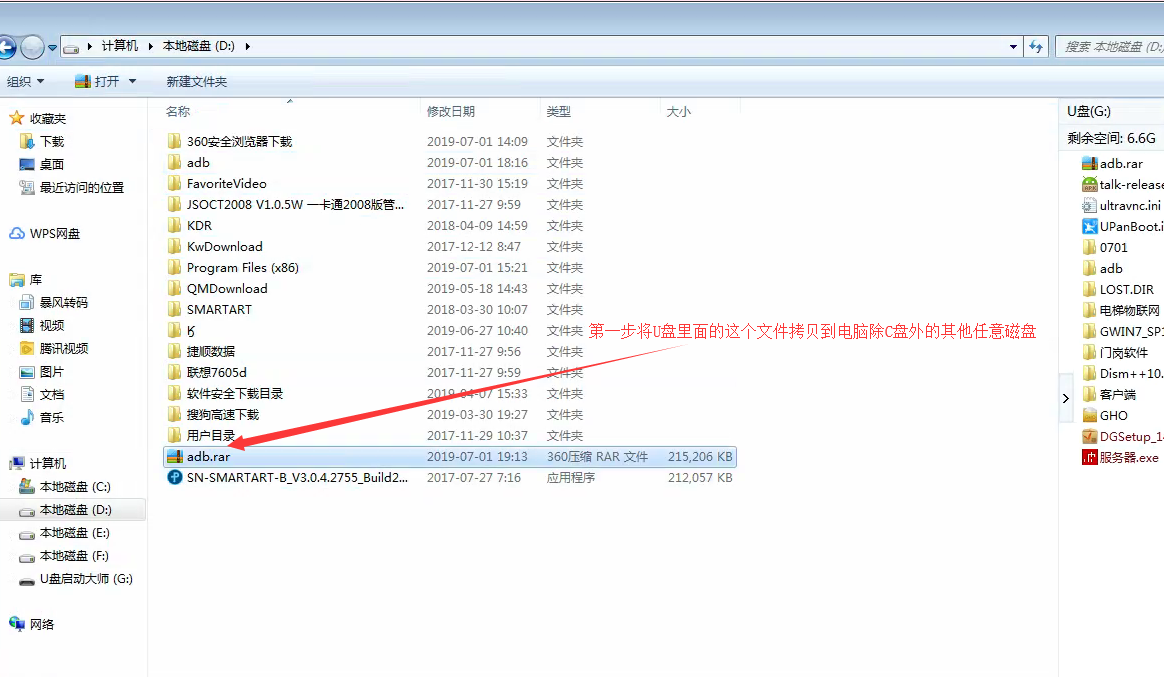 计算机 本地磁盘 (D:)
搜索 本地磁盘 (D:)
组织 打开 新建文件夹
收藏夹
下载
桌面
最近访问的位置
WPS网盘
库
暴风转码
视频
腾讯视频
图片
文档
音乐
计算机
本地磁盘 (C:)
本地磁盘 (D:)
本地磁盘 (E:)
本地磁盘 (F:)
U盘启动大师 (G:)
网络
名称 修改日期 类型 大小
360安全浏览器下载 2019-07-01 14:09 文件夹
adb 2019-07-01 18:16 文件夹
FavoriteVideo 2017-11-30 15:19 文件夹
JSOCT2008 V1.0.5W 一卡通2008版管... 2017-11-27 9:59 文件夹
KDR 2018-04-09 14:59 文件夹
KwDownload 2017-12-12 8:47 文件夹
Program Files (x86) 2019-07-01 15:21 文件夹
QMDownload 2019-05-18 14:43 文件夹
SMARTART 2018-03-30 10:07 文件夹
2019-06-27 10:40 文件夹
第一步将U盘里面的这个文件拷贝到电脑除C盘外的其他任意磁盘
捷顺数据 2017-11-27 9:56 文件夹
联想7605d 2017-11-27 9:59 文件夹
软件安全下载目录 2019-04-07 15:33 文件夹
搜狗高速下载 2019-03-30 19:27 文件夹
用户目录 2017-11-29 10:37 文件夹
adb.rar 2019-07-01 19:13 360压缩 RAR 文件 215,206 KB
SN-SMARTART-B_V3.0.4.2755_Build2... 2017-07-27 7:16 应用程序 212,057 KB
U盘(G:)
剩余空间: 6.6G
adb.rar
talk-release
ultravnc.ini
UPanBoot.i
0701
adb
LOST.DIR
电梯物联网
GWIN7_SP1
门岗软件
Dism++10.
客户端
GHO
DGSetup_14
服务器.exe